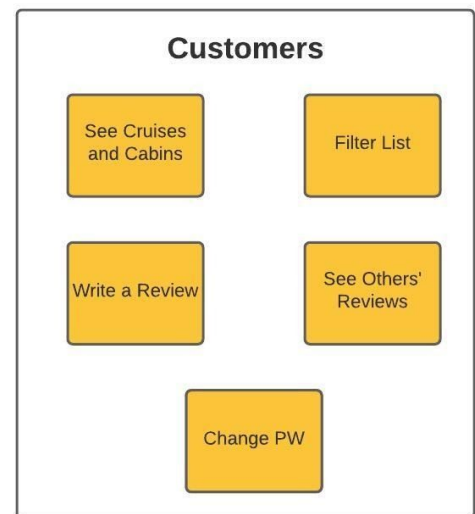 Customers
See Cruises
and Cabins
Filter List
Write a Review
See Others'
Reviews
Change PW